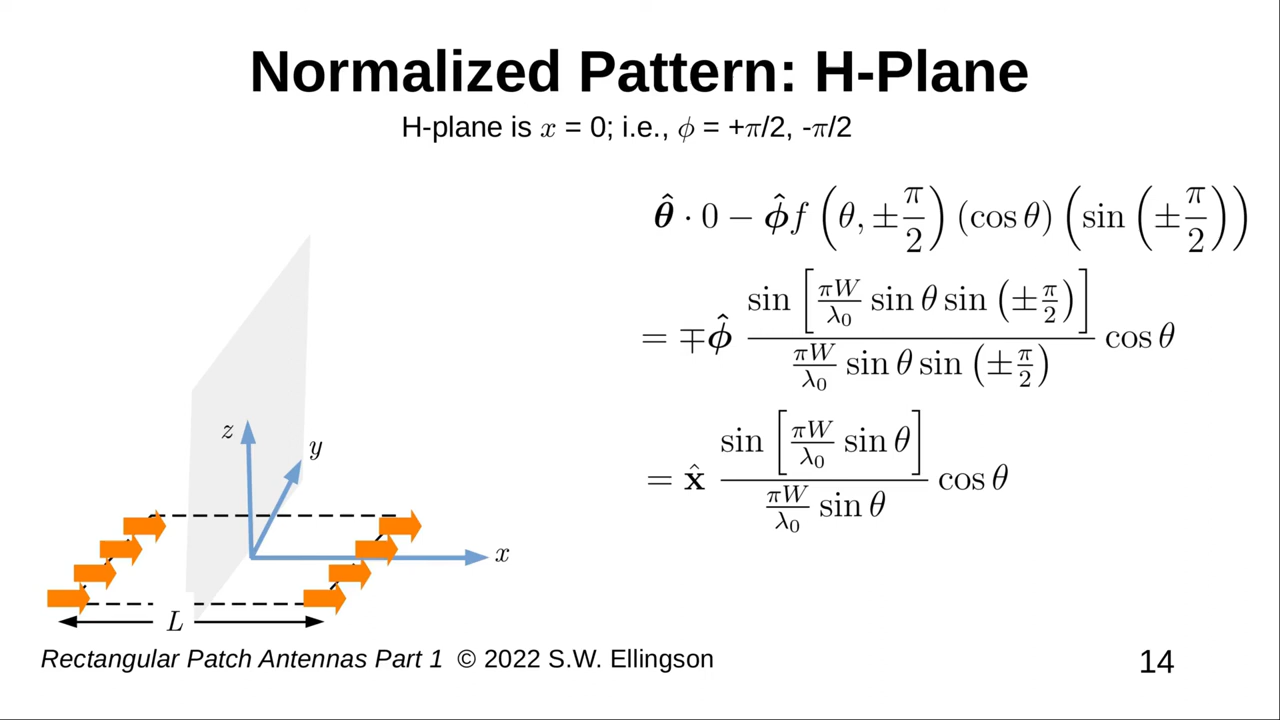 Normalized Pattern: H-Plane
H-plane is x = 0; i.e., ϕ = +π/2, -π/2
θ̂ · 0 − ϕ̂ f (θ, ±π/2) (cos θ) (sin (±π/2))
= ∓ϕ̂ sin [πW/λ₀ sin θ sin (±π/2)] / πW/λ₀ sin θ sin (±π/2) cos θ
= x̂ sin [πW/λ₀ sin θ] / πW/λ₀ sin θ cos θ
z
y
x
L
Rectangular Patch Antennas Part 1 © 2022 S.W. Ellingson
14